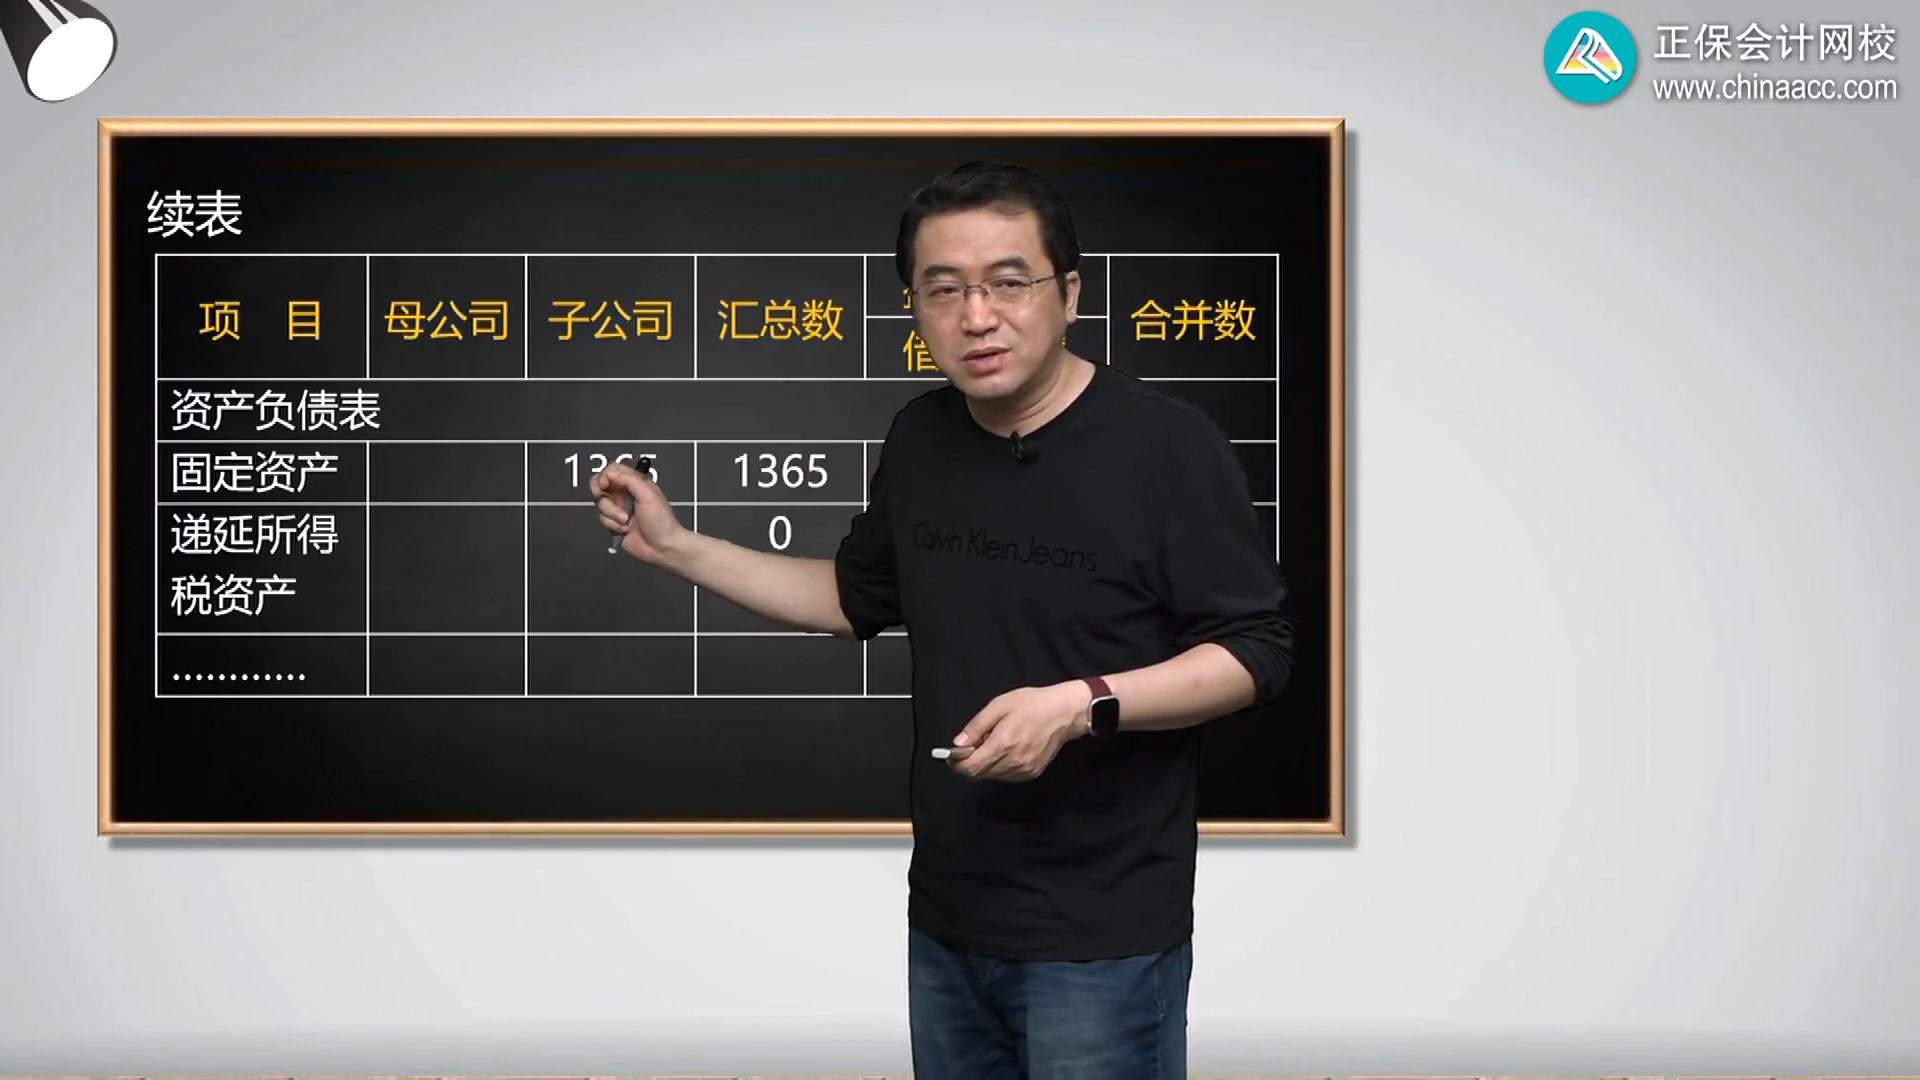 正保会计网校
www.chinaacc.com
续表
项 目 母公司 子公司 汇总数 借 合并数
资产负债表
固定资产 1365 1365
递延所得 0
税资产
............
Calvin Klein Jeans